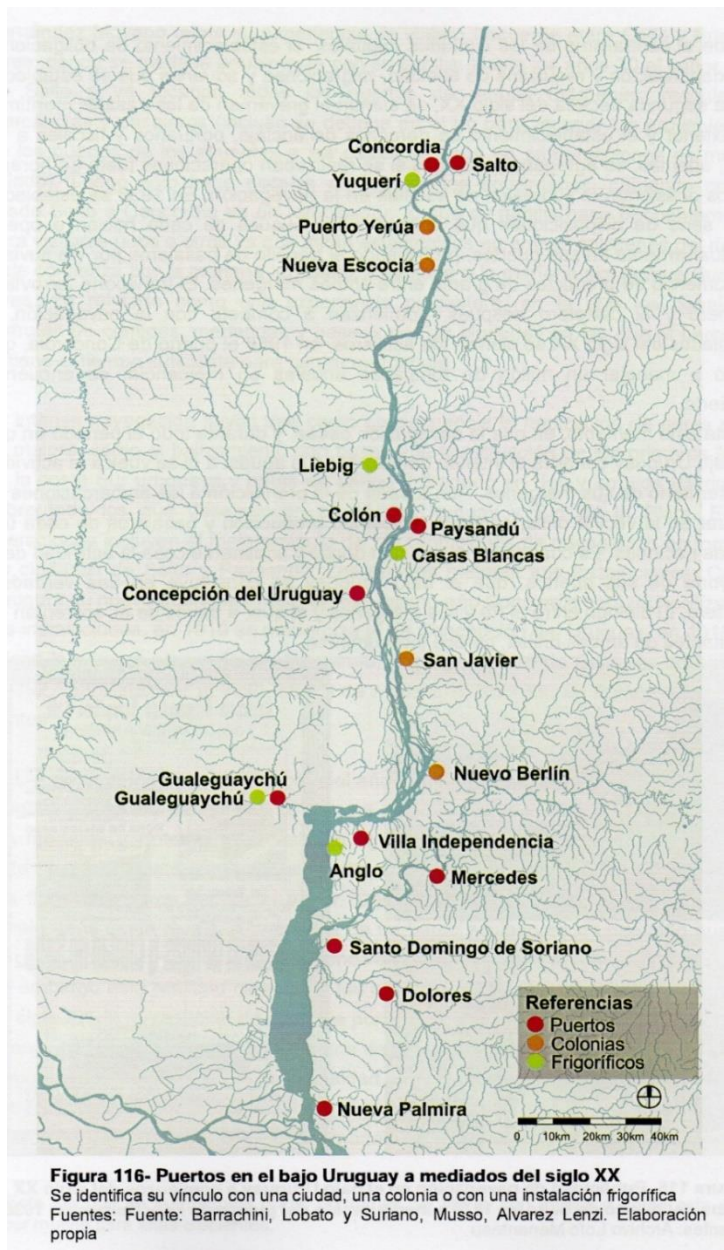 Concordia
Salto
Yuquerí
Puerto Yerúa
Nueva Escocia
Liebig
Colón
Paysandú
Casas Blancas
Concepción del Uruguay
San Javier
Nuevo Berlín
Gualeguaychú
Gualeguaychú
Villa Independencia
Anglo
Mercedes
Santo Domingo de Soriano
Dolores
Referencias
Puertos
Colonias
Frigoríficos
Nueva Palmira
0 10km 20km 30km 40km
Figura 116- Puertos en el bajo Uruguay a mediados del siglo XX
Se identifica su vínculo con una ciudad, una colonia o con una instalación frigorífica
Fuentes: Fuente: Barrachini, Lobato y Suriano, Musso, Alvarez Lenzi. Elaboración
propia